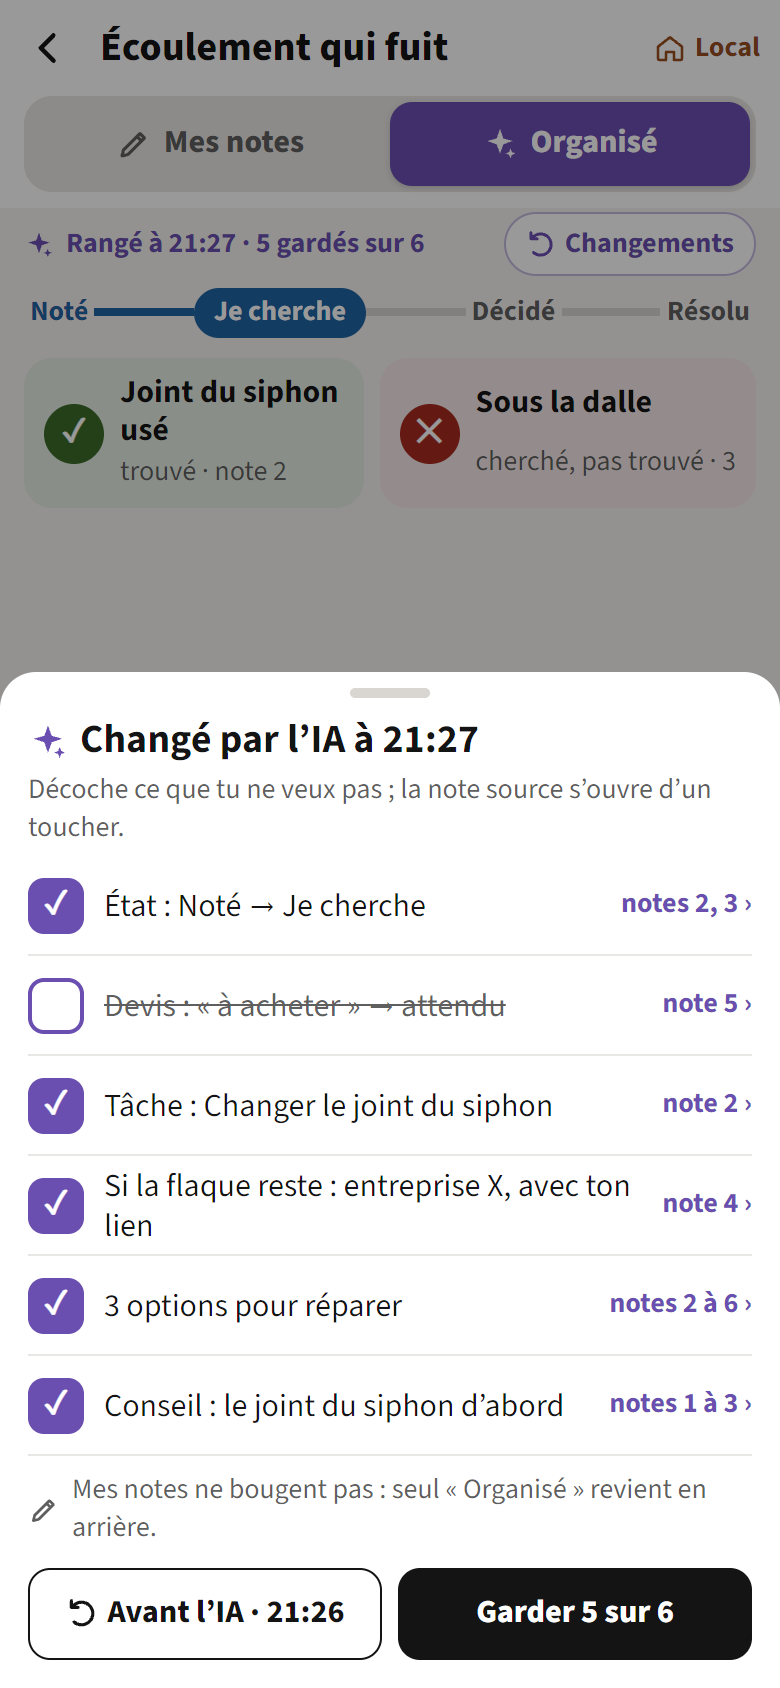 Écoulement qui fuit
Local
Mes notes
Organisé
Rangé à 21:27 · 5 gardés sur 6
Changements
Noté
Je cherche
Décidé
Résolu
Joint du siphon
usé
trouvé · note 2
Sous la dalle
cherché, pas trouvé · 3
Changé par l’IA à 21:27
Décoche ce que tu ne veux pas ; la note source s’ouvre d’un
toucher.
État : Noté → Je cherche
notes 2, 3 ›
Devis : « à acheter » → attendu
note 5 ›
Tâche : Changer le joint du siphon
note 2 ›
Si la flaque reste : entreprise X, avec ton
lien
note 4 ›
3 options pour réparer
notes 2 à 6 ›
Conseil : le joint du siphon d’abord
notes 1 à 3 ›
Mes notes ne bougent pas : seul « Organisé » revient en
arrière.
Avant l’IA · 21:26
Garder 5 sur 6